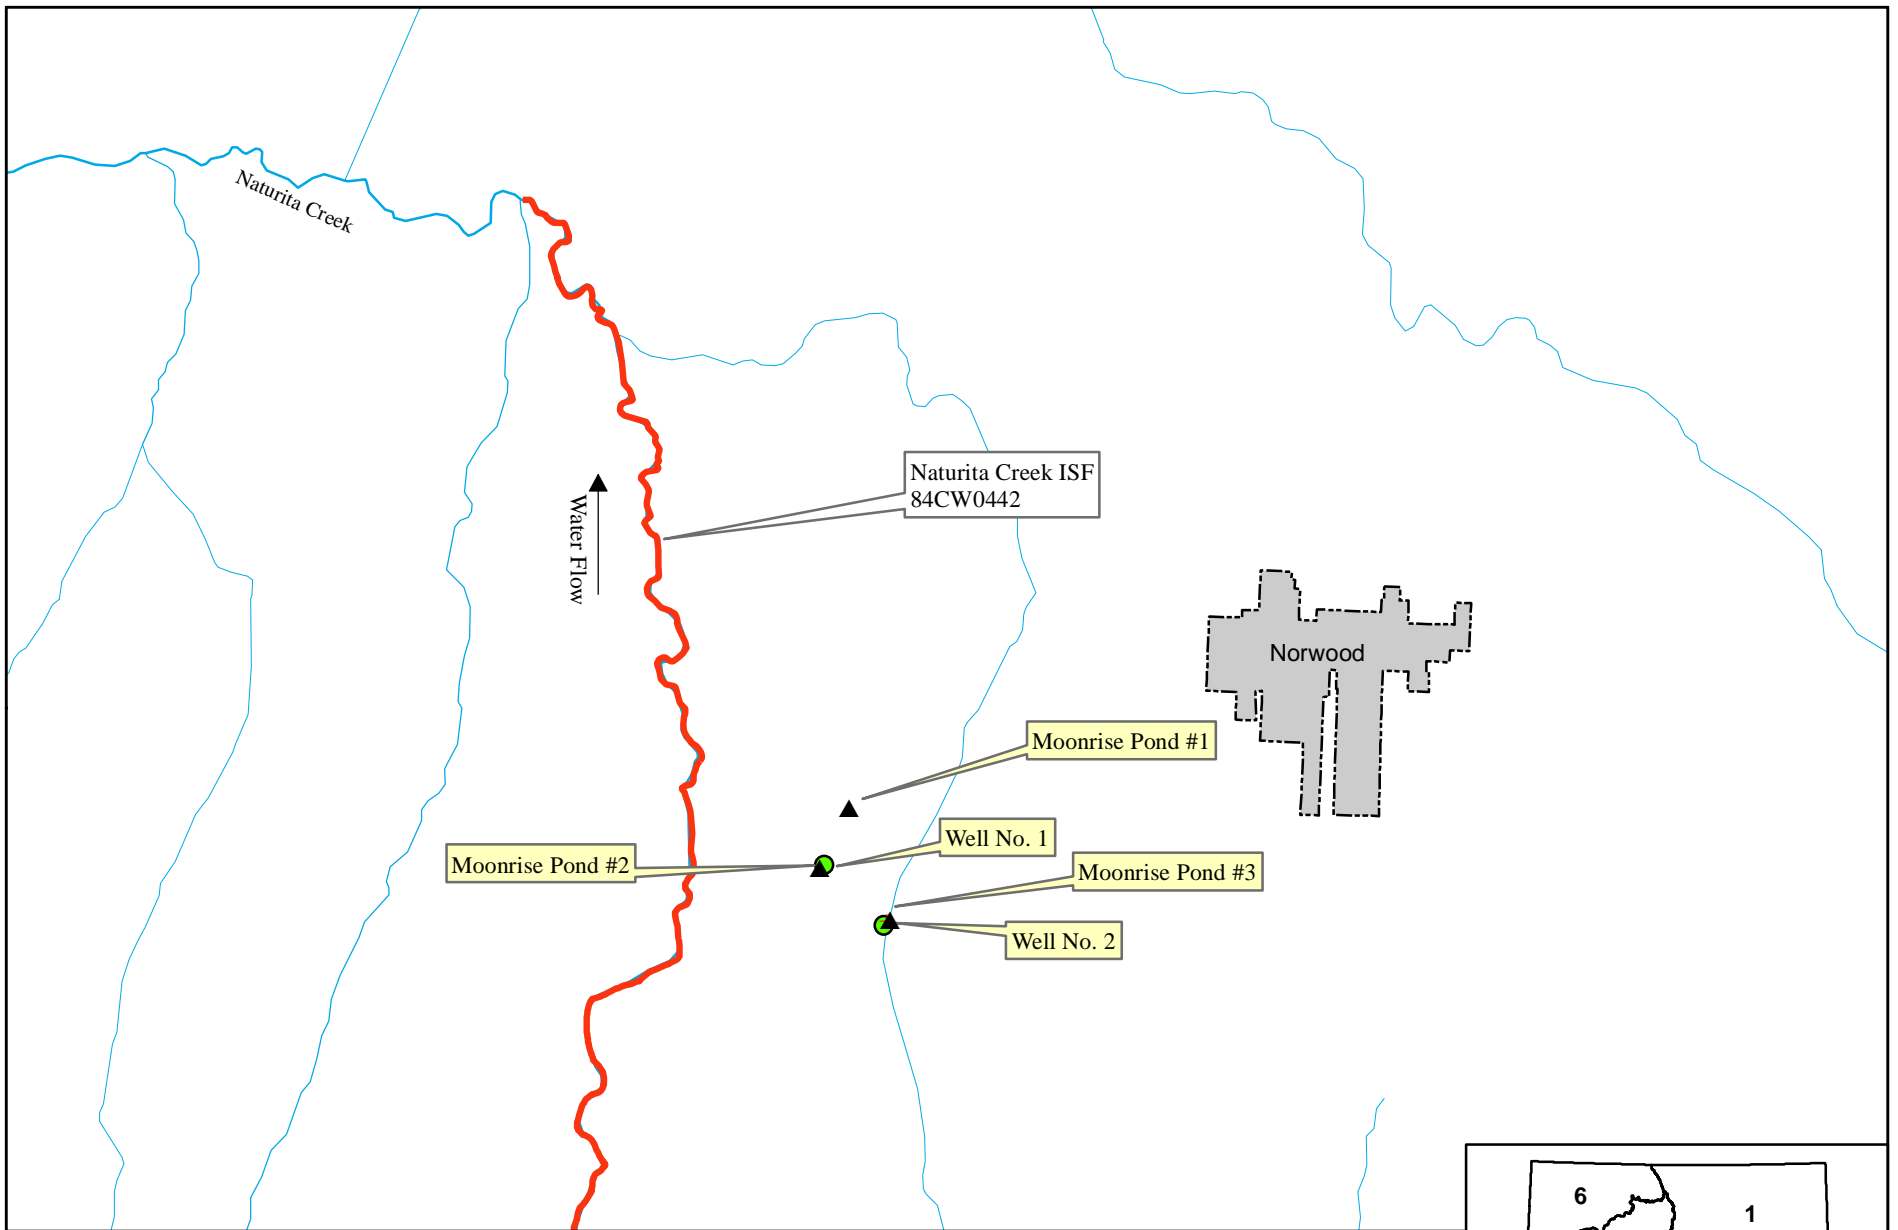 Naturita Creek
Naturita Creek ISF
84CW0442
Water Flow
Norwood
Moonrise Pond #1
Well No. 1
Moonrise Pond #2
Moonrise Pond #3
Well No. 2
6
1